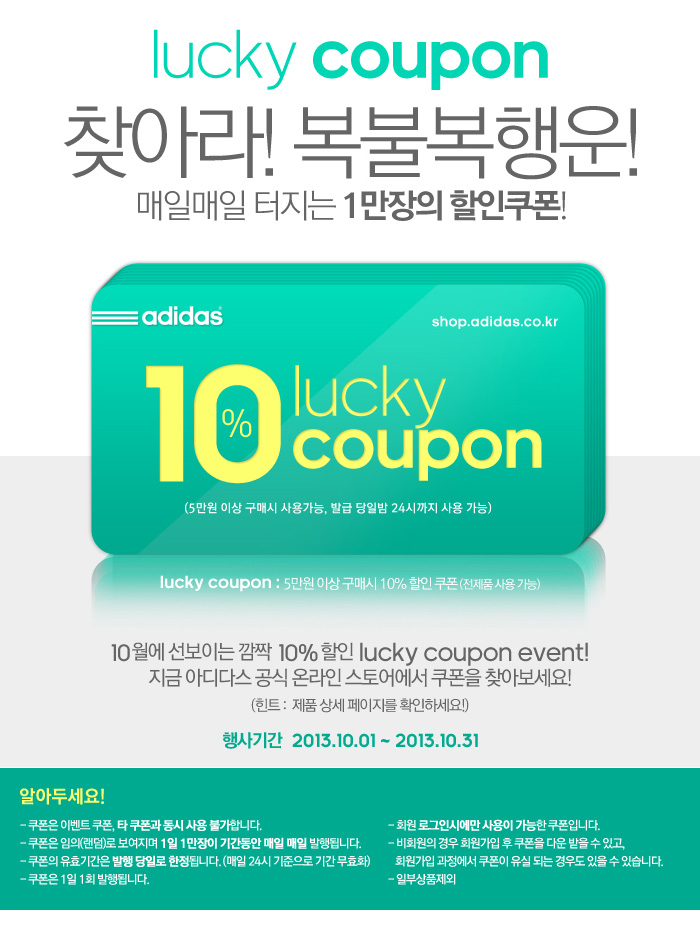 lucky coupon
찾아라! 복불복행운!
매일매일 터지는 1만장의 할인쿠폰!
adidas
shop.adidas.co.kr
10% lucky coupon
(5만원 이상 구매시 사용가능, 발급 당일밤 24시까지 사용 가능)
lucky coupon : 5만원 이상 구매시 10% 할인 쿠폰 (전제품 사용 가능)
10월에 선보이는 깜짝 10% 할인 lucky coupon event!
지금 아디다스 공식 온라인 스토어에서 쿠폰을 찾아보세요!
(힌트 : 제품 상세 페이지를 확인하세요!)
행사기간 2013.10.01 ~ 2013.10.31
알아두세요!
- 쿠폰은 이벤트 쿠폰, 타 쿠폰과 동시 사용 불가합니다.
- 쿠폰은 임의(랜덤)로 보여지며 1일 1만장이 기간동안 매일 매일 발행됩니다.
- 쿠폰의 유효기간은 발행 당일로 한정됩니다. (매일 24시 기준으로 기간 무효화)
- 쿠폰은 1일 1회 발행됩니다.
- 회원 로그인시에만 사용이 가능한 쿠폰입니다.
- 비회원의 경우 회원가입 후 쿠폰을 다운 받을 수 있고,
회원가입 과정에서 쿠폰이 유실 되는 경우도 있을 수 있습니다.
- 일부상품제외